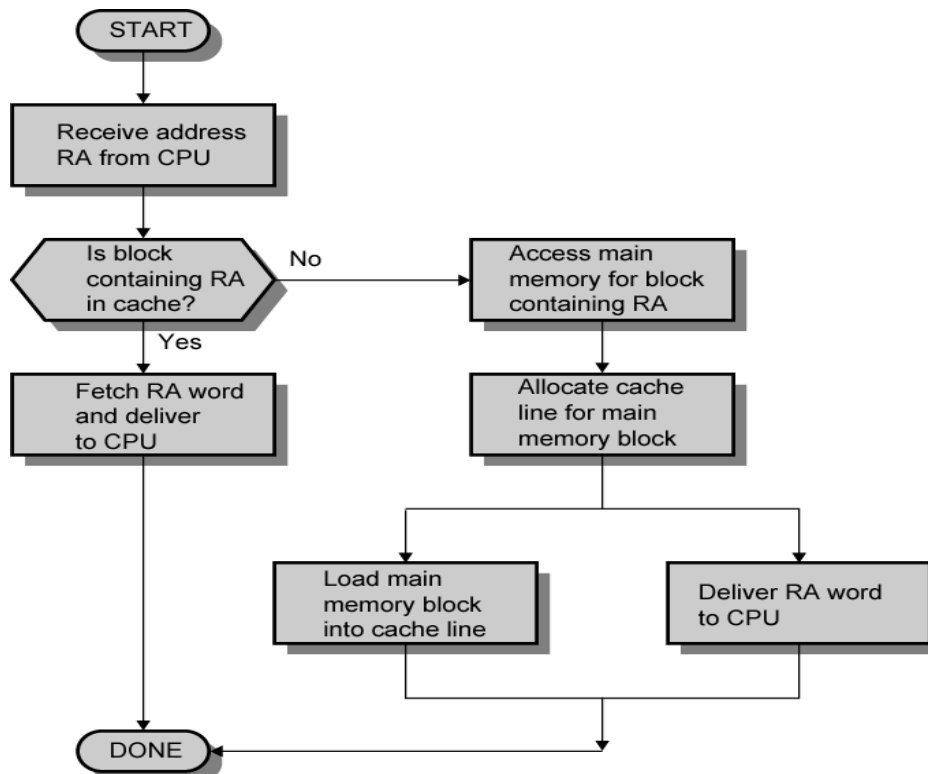 START
Receive address
RA from CPU
Is block
containing RA
in cache?
No
Access main
memory for block
containing RA
Yes
Fetch RA word
and deliver
to CPU
Allocate cache
line for main
memory block
Load main
memory block
into cache line
Deliver RA word
to CPU
DONE